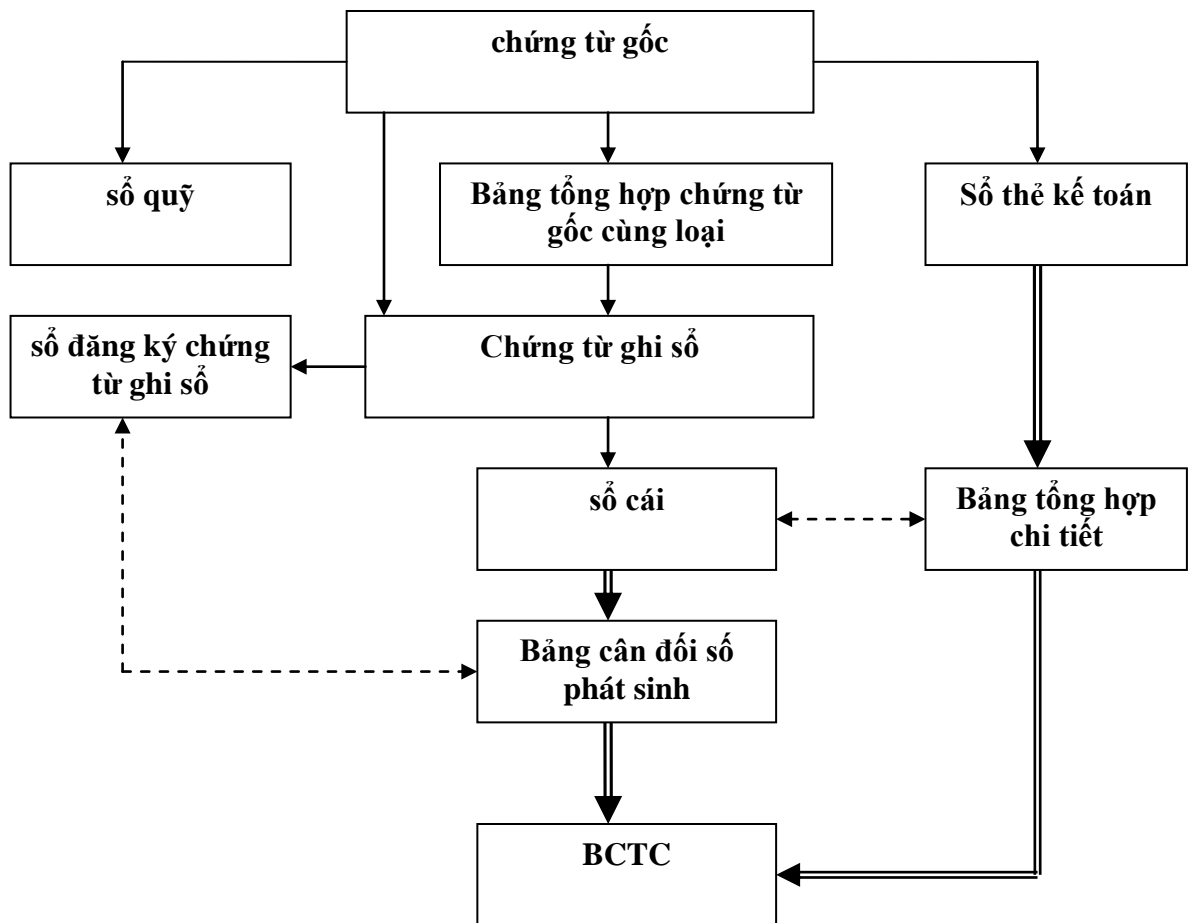 chứng từ gốc
sổ quỹ
Bảng tổng hợp chứng từ
gốc cùng loại
Sổ thẻ kế toán
sổ đăng ký chứng
từ ghi sổ
Chứng từ ghi sổ
sổ cái
Bảng tổng hợp
chi tiết
Bảng cân đối số
phát sinh
BCTC